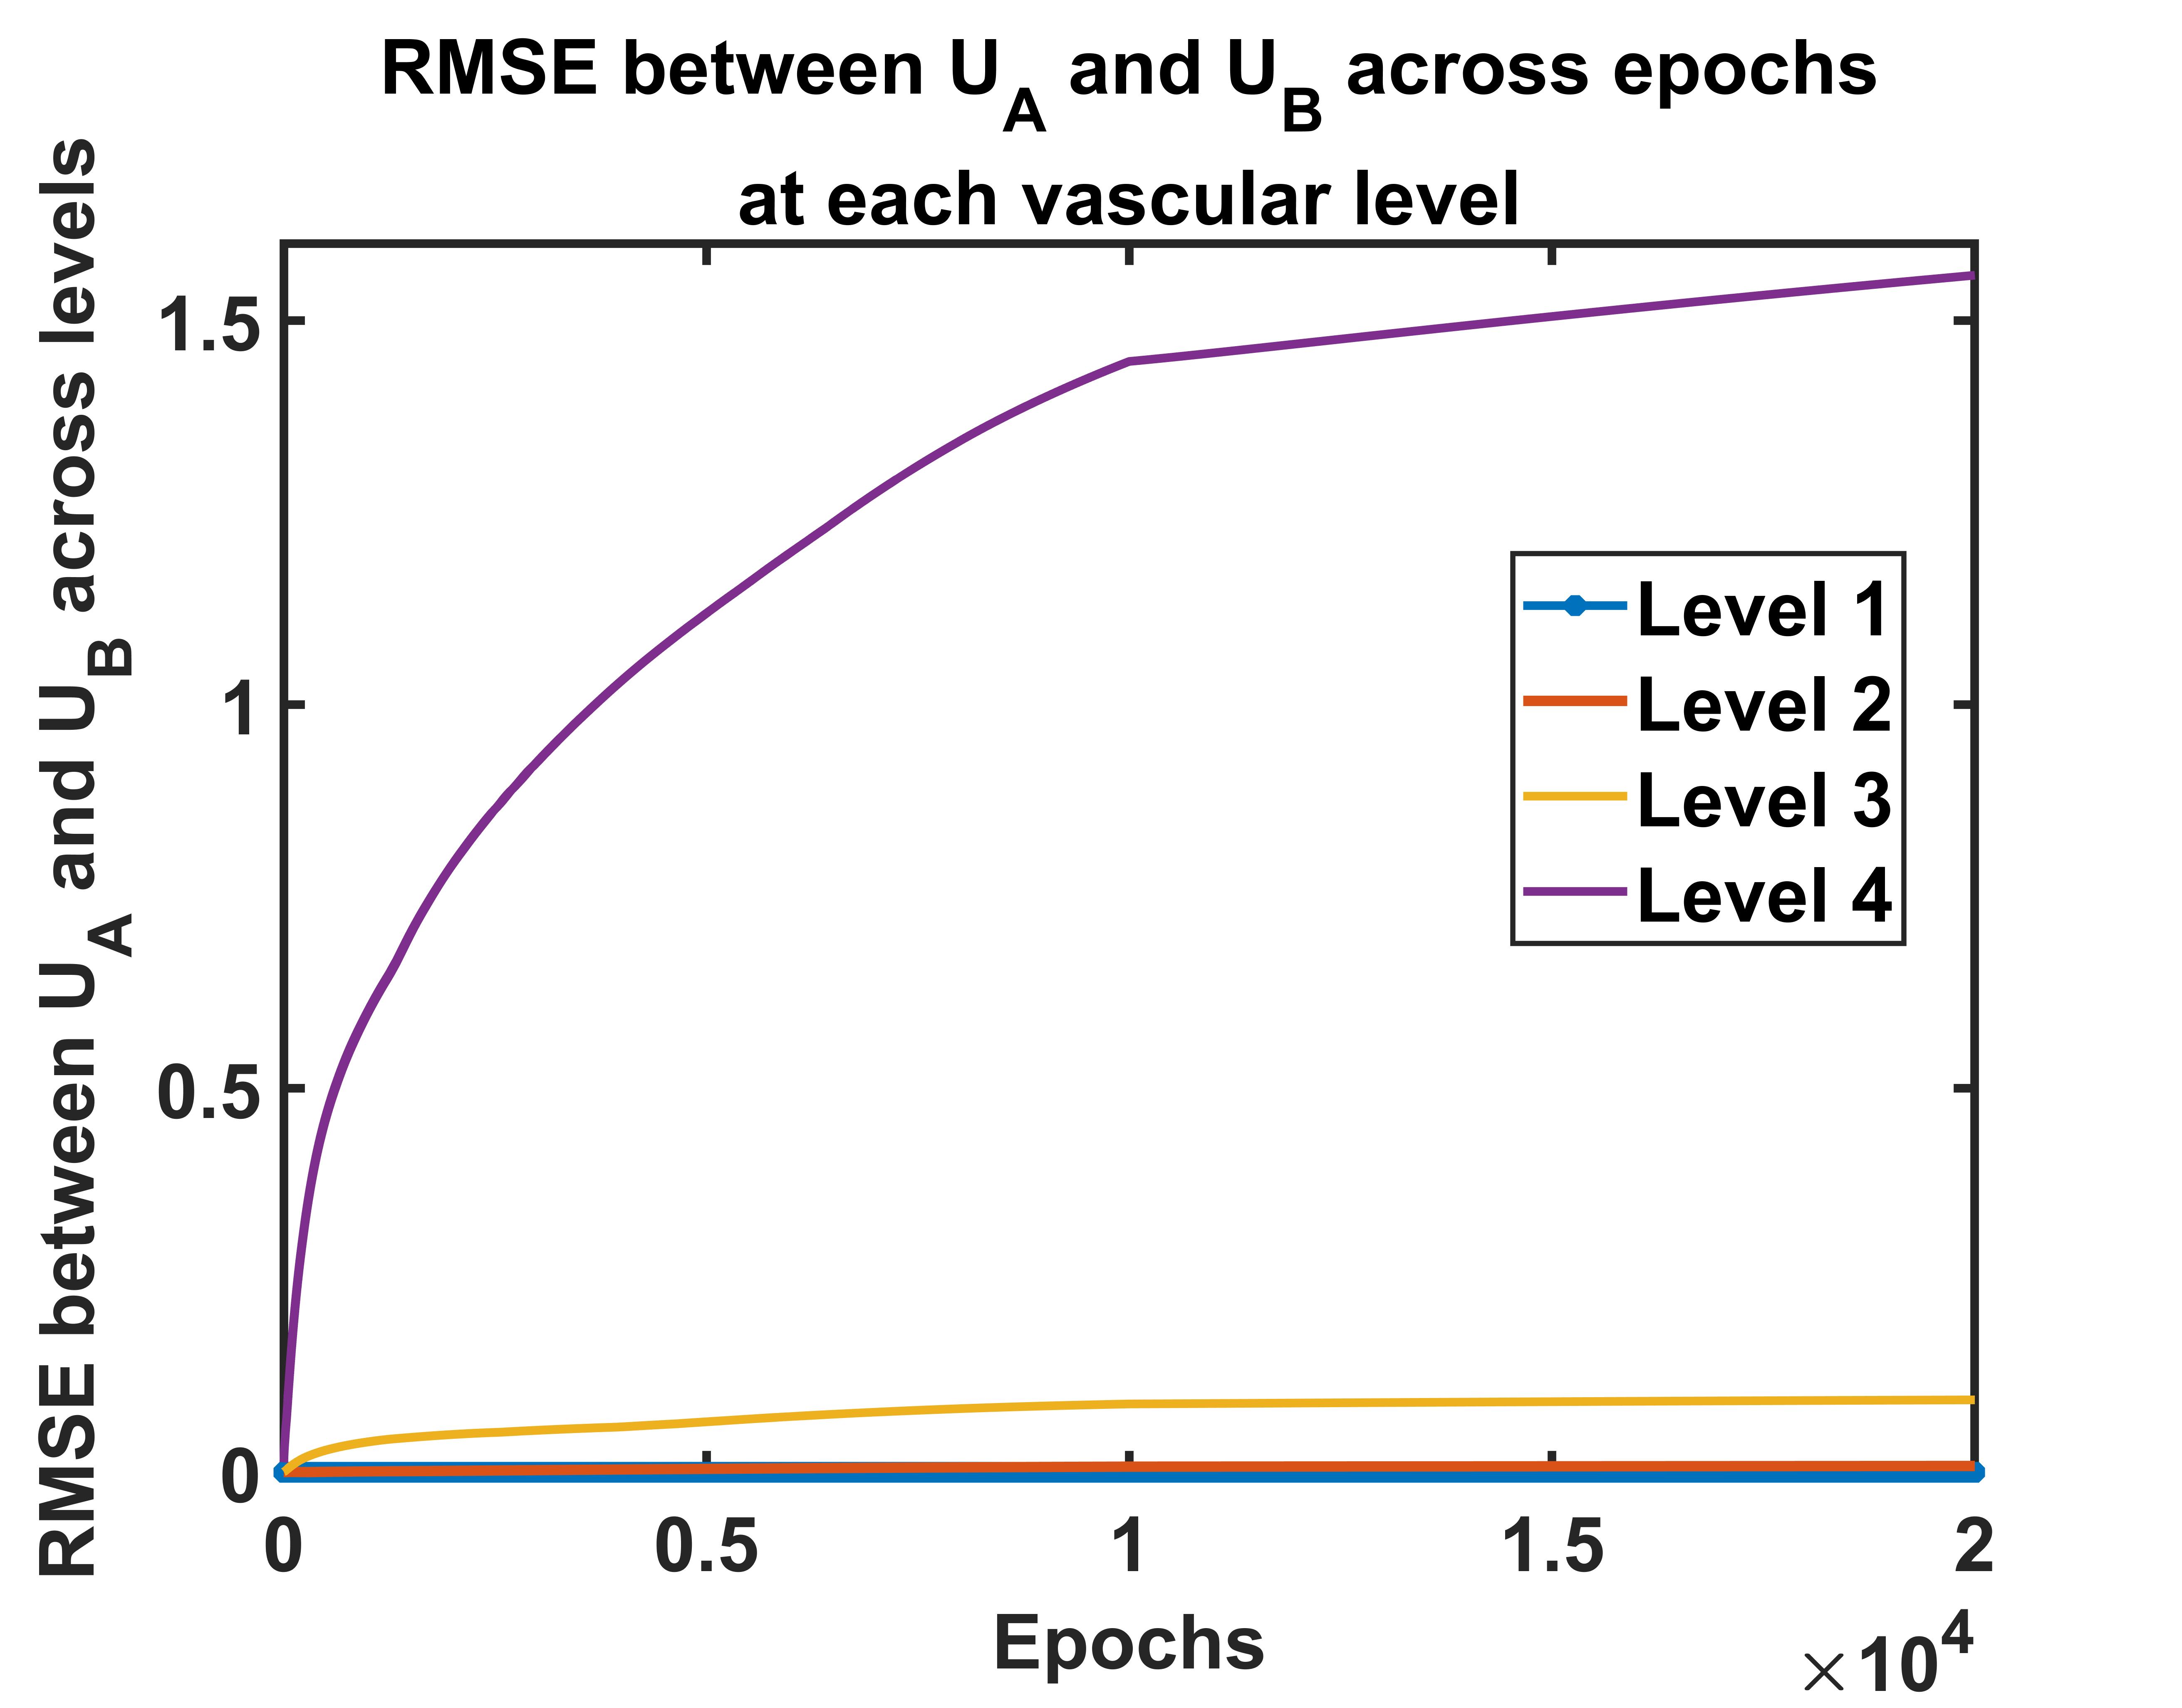 RMSE between U_A and U_B across epochs
at each vascular level
RMSE between U_A and U_B across levels
1.5
1
0.5
0
Level 1
Level 2
Level 3
Level 4
0 0.5 1 1.5 2
Epochs
×10^4